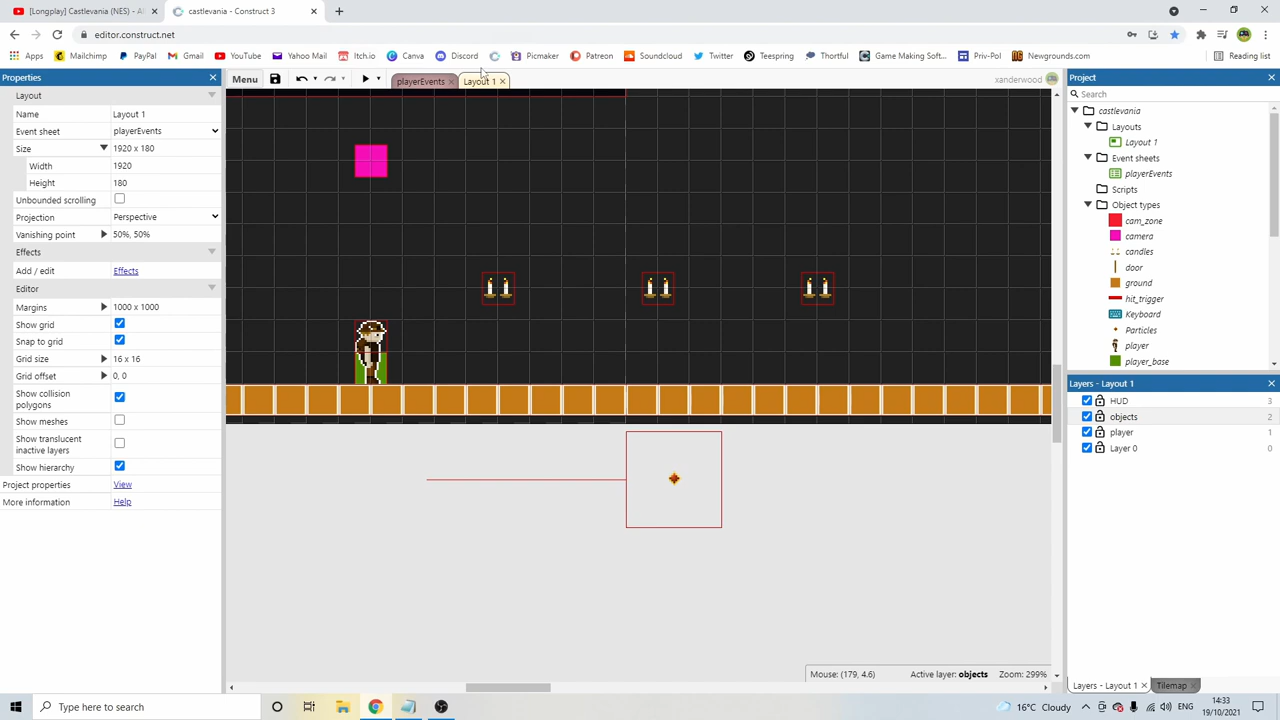 [Longplay] Castlevania (NES) - A
castlevania - Construct 3
editor.construct.net
Apps
Mailchimp
PayPal
Gmail
YouTube
Yahoo Mail
Itch.io
Canva
Discord
Picmaker
Patreon
Soundcloud
Twitter
Teespring
Thortful
Game Making Soft...
Priv-Pol
Newgrounds.com
Reading list
Properties
Menu
playerEvents
Layout 1
xanderwood
Project
Layout
Name
Layout 1
Event sheet
playerEvents
Size
1920 x 180
Width
1920
Height
180
Unbounded scrolling
Projection
Perspective
Vanishing point
50%, 50%
Effects
Add / edit
Effects
Editor
Margins
1000 x 1000
Show grid
Snap to grid
Grid size
16 x 16
Grid offset
0, 0
Show collision
polygons
Show meshes
Show translucent
inactive layers
Show hierarchy
Project properties
View
More information
Help
Search
castlevania
Layouts
Layout 1
Event sheets
playerEvents
Scripts
Object types
cam_zone
camera
candles
door
ground
hit_trigger
Keyboard
Particles
player
player_base
Layers - Layout 1
HUD
3
objects
2
player
1
Layer 0
0
Mouse: (179, 4.6)
Active layer: objects
Zoom: 299%
Layers - Layout 1
Tilemap
Type here to search
16°C Cloudy
ENG
14:33
19/10/2021